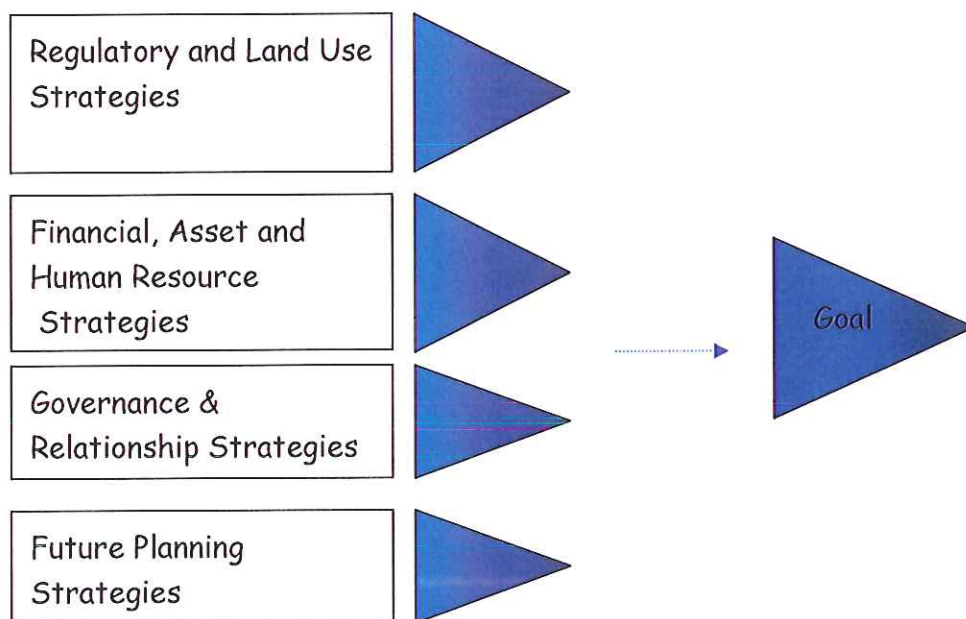 Regulatory and Land Use
Strategies
Financial, Asset and
Human Resource
Strategies
Goal
Governance &
Relationship Strategies
Future Planning
Strategies